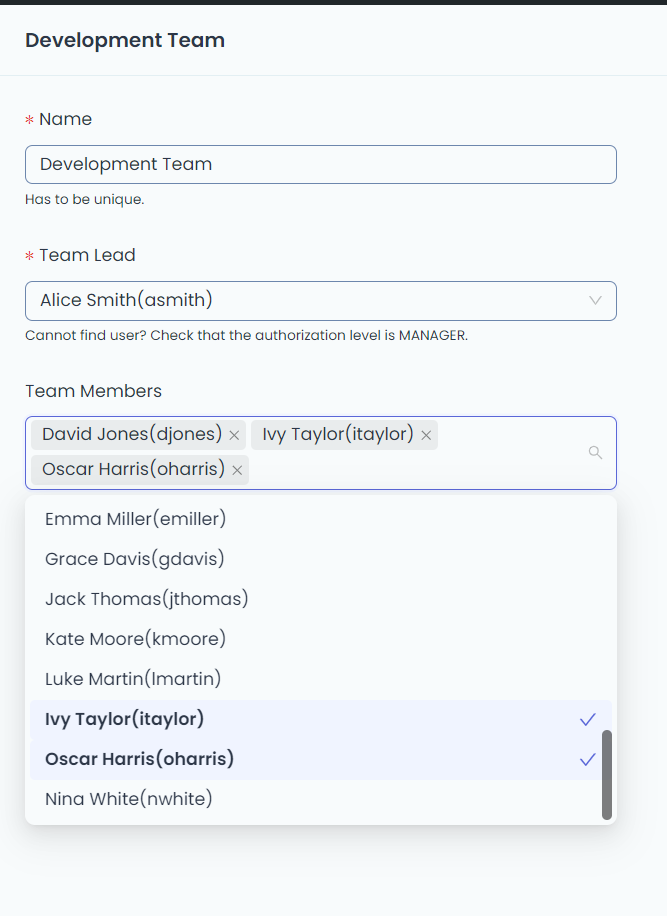 Development Team
* Name
Development Team
Has to be unique.
* Team Lead
Alice Smith(asmith)
Cannot find user? Check that the authorization level is MANAGER.
Team Members
David Jones(djones) Ivy Taylor(itaylor)
Oscar Harris(oharris)
Emma Miller(emiller)
Grace Davis(gdavis)
Jack Thomas(jthomas)
Kate Moore(kmoore)
Luke Martin(lmartin)
Ivy Taylor(itaylor)
Oscar Harris(oharris)
Nina White(nwhite)